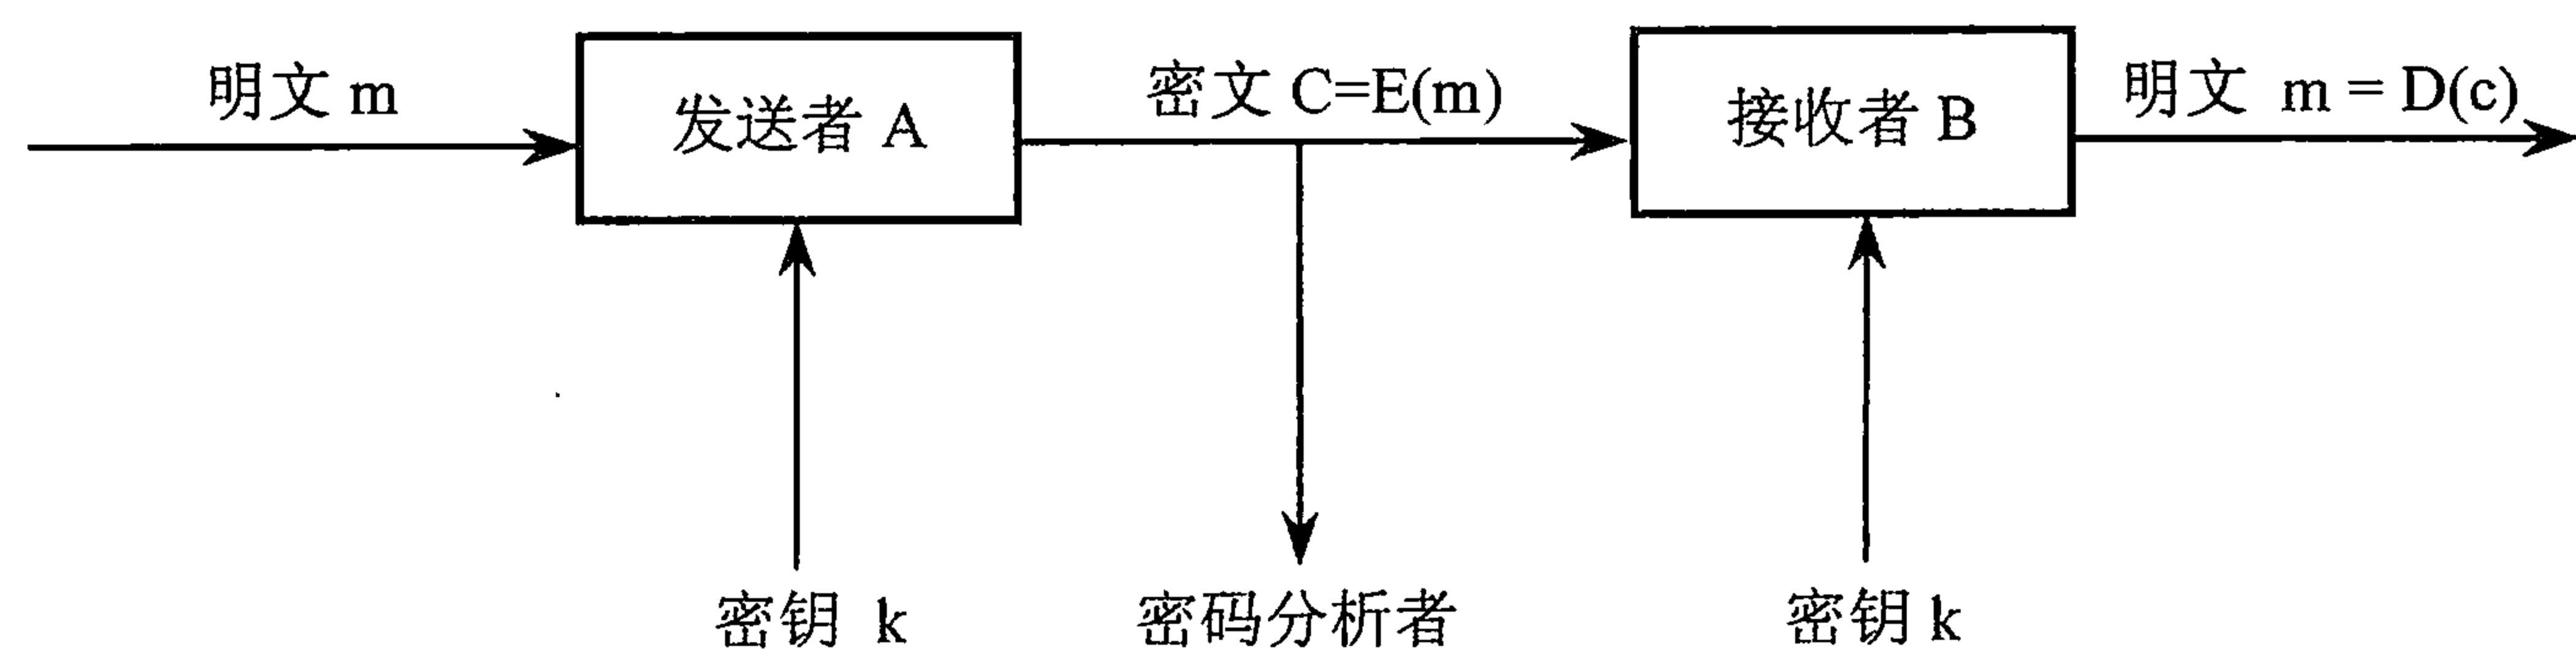 明文 m
发送者 A
密文 C=E(m)
接收者 B
明文 m = D(c)
密钥 k
密码分析者
密钥 k